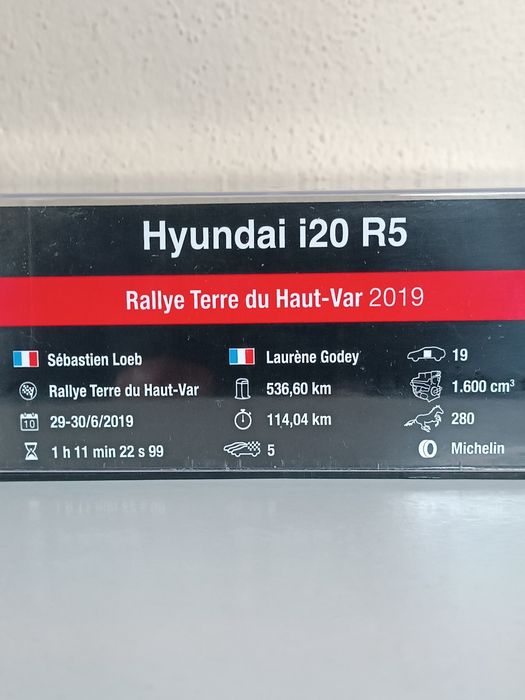 Hyundai i20 R5
Rallye Terre du Haut-Var 2019
Sébastien Loeb Laurène Godey 19
Rallye Terre du Haut-Var 536,60 km 1.600 cm³
10 29-30/6/2019 114,04 km 280
1 h 11 min 22 s 99 5 Michelin